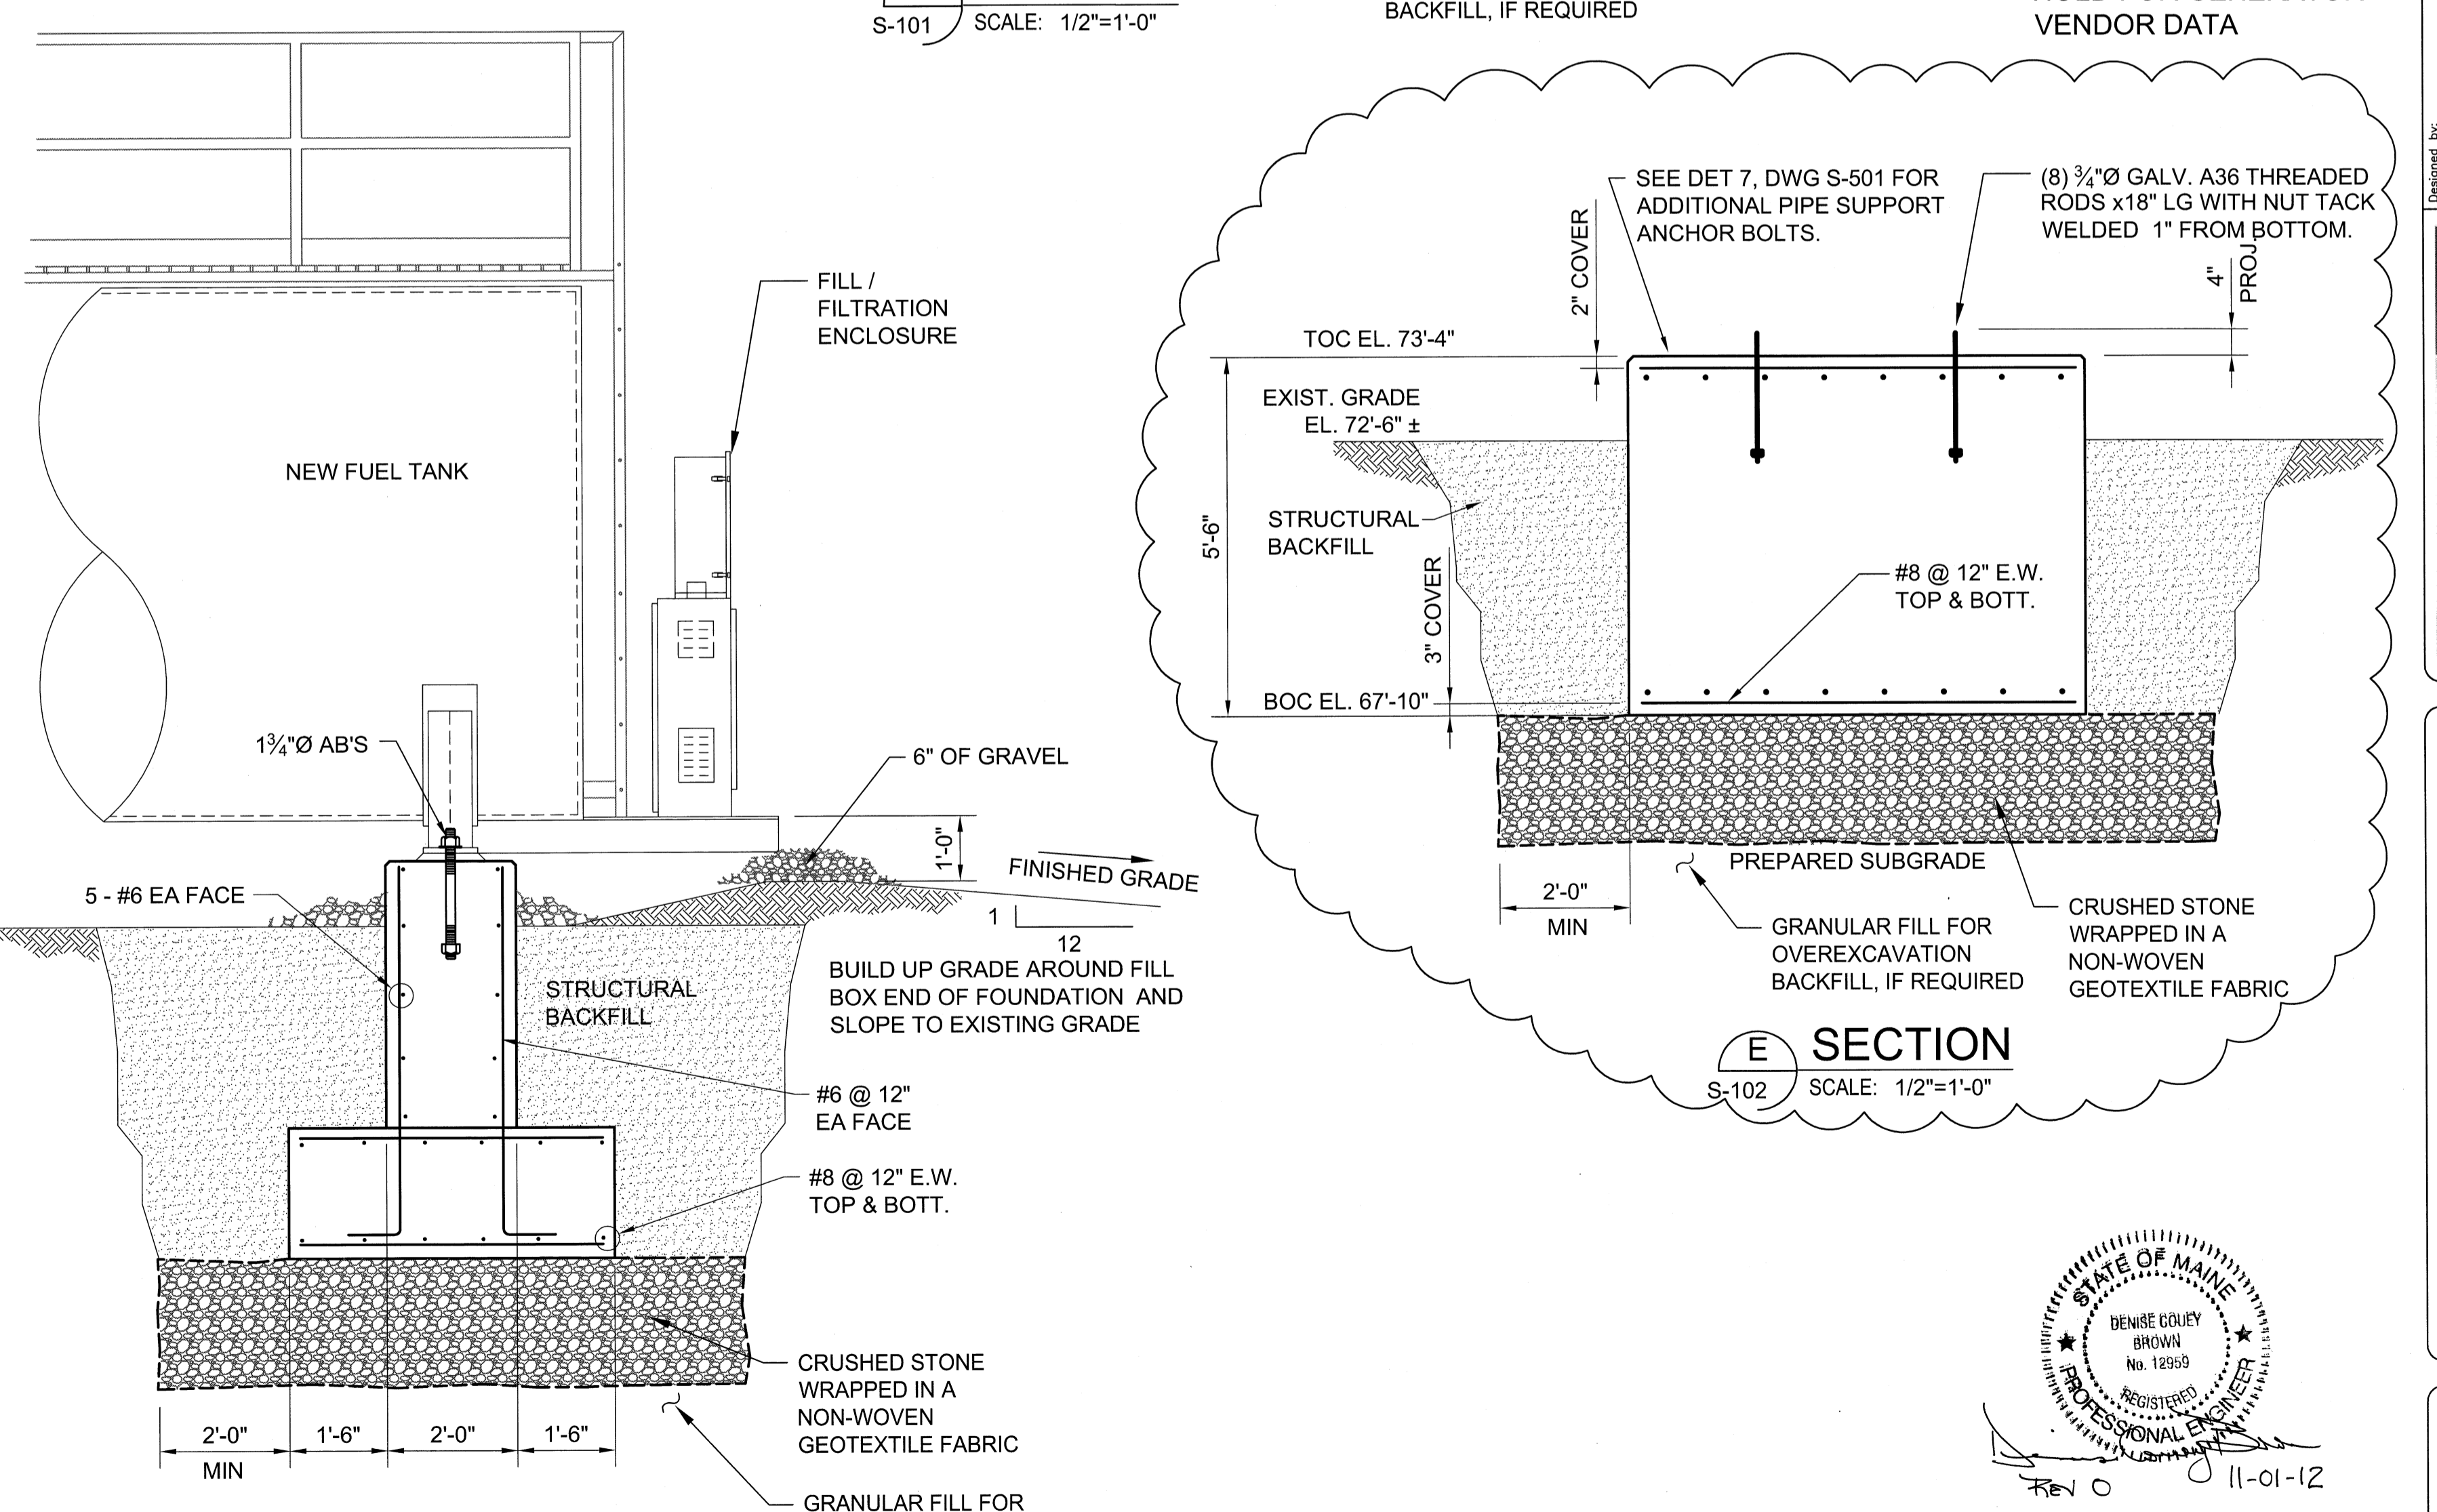 S-101
SCALE: 1/2"=1'-0"
BACKFILL, IF REQUIRED
VENDOR DATA
Designed by:
FILL /
FILTRATION
ENCLOSURE
NEW FUEL TANK
1¾"Ø AB'S
6" OF GRAVEL
1'-0"
FINISHED GRADE
5 - #6 EA FACE
1
12
BUILD UP GRADE AROUND FILL
BOX END OF FOUNDATION AND
SLOPE TO EXISTING GRADE
STRUCTURAL
BACKFILL
#6 @ 12"
EA FACE
#8 @ 12" E.W.
TOP & BOTT.
CRUSHED STONE
WRAPPED IN A
NON-WOVEN
GEOTEXTILE FABRIC
2'-0"
MIN
1'-6"
2'-0"
1'-6"
GRANULAR FILL FOR
SEE DET 7, DWG S-501 FOR
ADDITIONAL PIPE SUPPORT
ANCHOR BOLTS.
(8) ¾"Ø GALV. A36 THREADED
RODS x18" LG WITH NUT TACK
WELDED 1" FROM BOTTOM.
2" COVER
4"
PROJ.
TOC EL. 73'-4"
EXIST. GRADE
EL. 72'-6" ±
5'-6"
STRUCTURAL
BACKFILL
3" COVER
#8 @ 12" E.W.
TOP & BOTT.
BOC EL. 67'-10"
PREPARED SUBGRADE
2'-0"
MIN
GRANULAR FILL FOR
OVEREXCAVATION
BACKFILL, IF REQUIRED
CRUSHED STONE
WRAPPED IN A
NON-WOVEN
GEOTEXTILE FABRIC
E
S-102
SECTION
SCALE: 1/2"=1'-0"
STATE OF MAINE
DENISE COUEY
BROWN
No. 12959
REGISTERED
PROFESSIONAL ENGINEER
REV 0
11-01-12